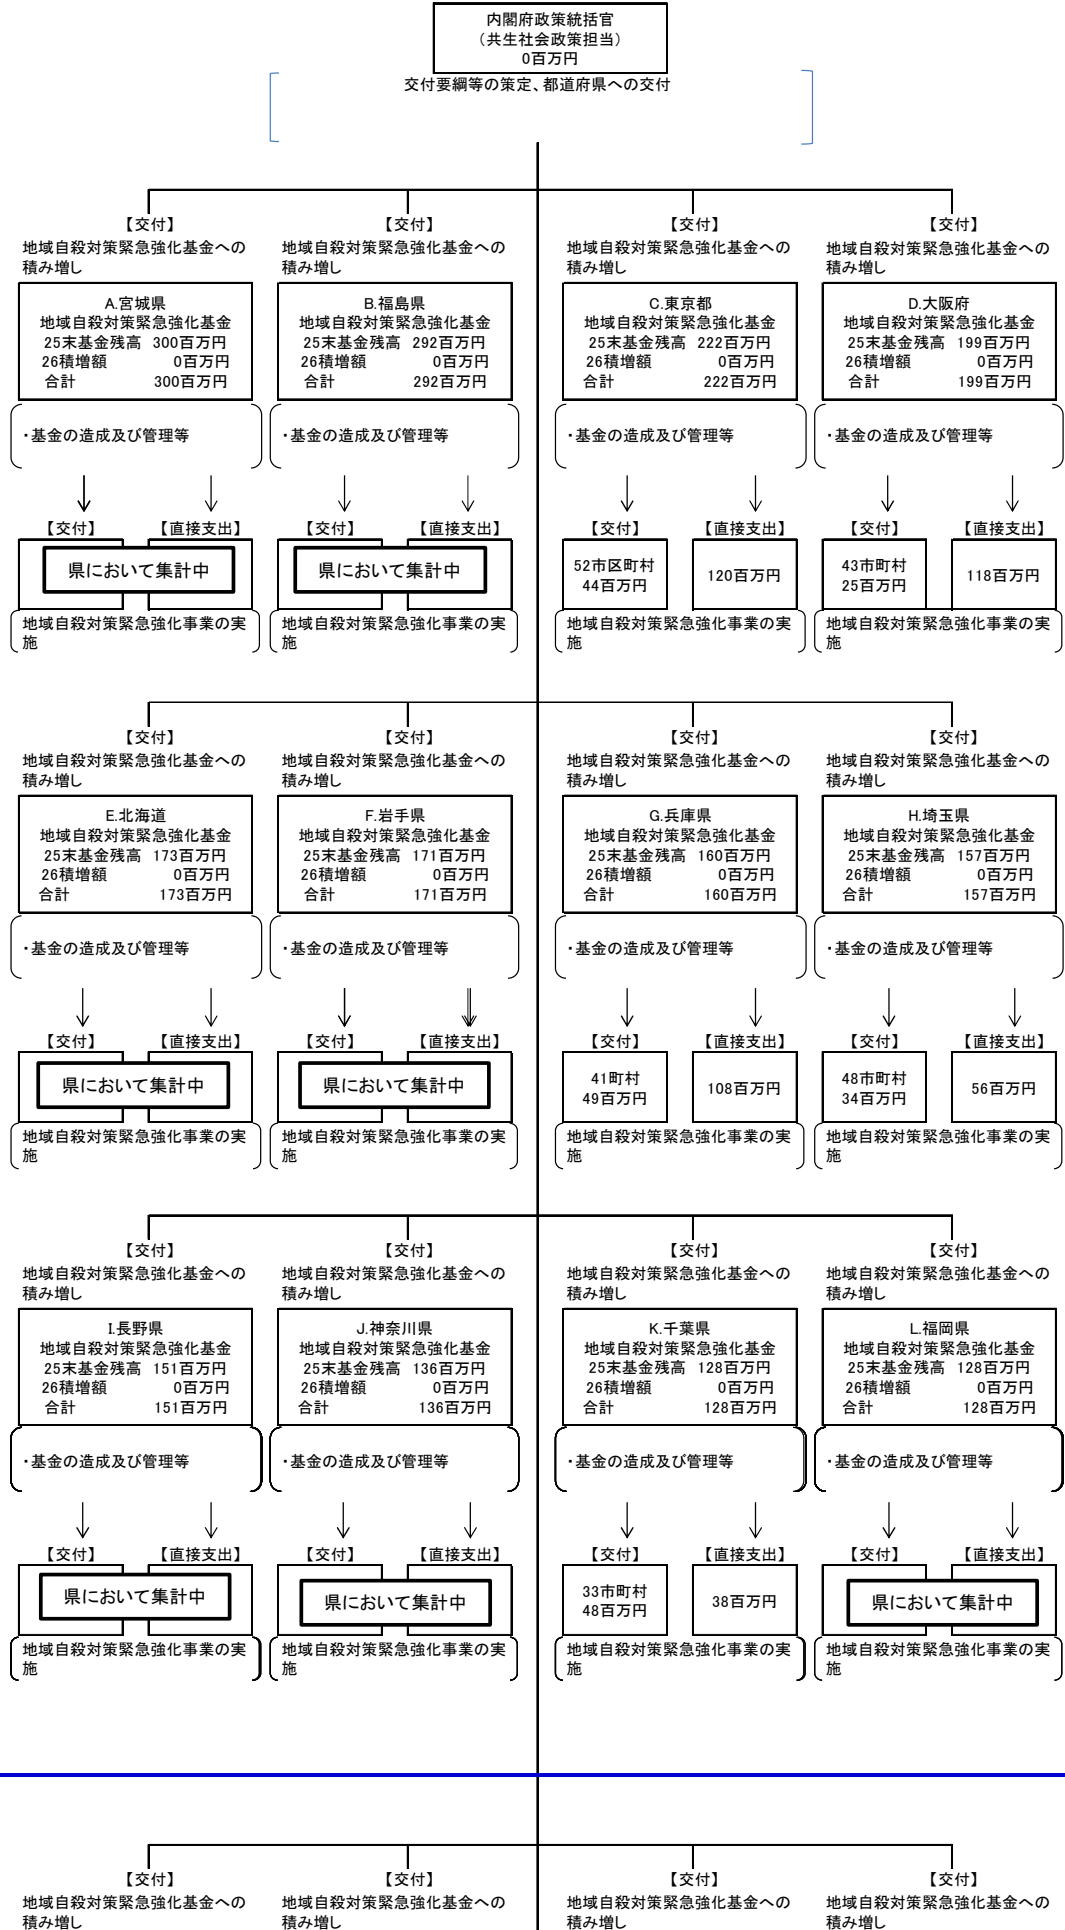 内閣府政策統括官
（共生社会政策担当）
0百万円
交付要綱等の策定、都道府県への交付
【交付】
地域自殺対策緊急強化基金への
積み増し
A.宮城県
地域自殺対策緊急強化基金
25末基金残高 300百万円
26積増額 0百万円
合計 300百万円
・基金の造成及び管理等
【交付】 【直接支出】
県において集計中
地域自殺対策緊急強化事業の実
施
【交付】
地域自殺対策緊急強化基金への
積み増し
B.福島県
地域自殺対策緊急強化基金
25末基金残高 292百万円
26積増額 0百万円
合計 292百万円
・基金の造成及び管理等
【交付】 【直接支出】
県において集計中
地域自殺対策緊急強化事業の実
施
【交付】
地域自殺対策緊急強化基金への
積み増し
C.東京都
地域自殺対策緊急強化基金
25末基金残高 222百万円
26積増額 0百万円
合計 222百万円
・基金の造成及び管理等
【交付】 【直接支出】
52市区町村
44百万円
120百万円
地域自殺対策緊急強化事業の実
施
【交付】
地域自殺対策緊急強化基金への
積み増し
D.大阪府
地域自殺対策緊急強化基金
25末基金残高 199百万円
26積増額 0百万円
合計 199百万円
・基金の造成及び管理等
【交付】 【直接支出】
43市町村
25百万円
118百万円
地域自殺対策緊急強化事業の実
施
【交付】
地域自殺対策緊急強化基金への
積み増し
E.北海道
地域自殺対策緊急強化基金
25末基金残高 173百万円
26積増額 0百万円
合計 173百万円
・基金の造成及び管理等
【交付】 【直接支出】
県において集計中
地域自殺対策緊急強化事業の実
施
【交付】
地域自殺対策緊急強化基金への
積み増し
F.岩手県
地域自殺対策緊急強化基金
25末基金残高 171百万円
26積増額 0百万円
合計 171百万円
・基金の造成及び管理等
【交付】 【直接支出】
県において集計中
地域自殺対策緊急強化事業の実
施
【交付】
地域自殺対策緊急強化基金への
積み増し
G.兵庫県
地域自殺対策緊急強化基金
25末基金残高 160百万円
26積増額 0百万円
合計 160百万円
・基金の造成及び管理等
【交付】 【直接支出】
41町村
49百万円
108百万円
地域自殺対策緊急強化事業の実
施
【交付】
地域自殺対策緊急強化基金への
積み増し
H.埼玉県
地域自殺対策緊急強化基金
25末基金残高 157百万円
26積増額 0百万円
合計 157百万円
・基金の造成及び管理等
【交付】 【直接支出】
48市町村
34百万円
56百万円
地域自殺対策緊急強化事業の実
施
【交付】
地域自殺対策緊急強化基金への
積み増し
I.長野県
地域自殺対策緊急強化基金
25末基金残高 151百万円
26積増額 0百万円
合計 151百万円
・基金の造成及び管理等
【交付】 【直接支出】
県において集計中
地域自殺対策緊急強化事業の実
施
【交付】
地域自殺対策緊急強化基金への
積み増し
J.神奈川県
地域自殺対策緊急強化基金
25末基金残高 136百万円
26積増額 0百万円
合計 136百万円
・基金の造成及び管理等
【交付】 【直接支出】
県において集計中
地域自殺対策緊急強化事業の実
施
【交付】
地域自殺対策緊急強化基金への
積み増し
K.千葉県
地域自殺対策緊急強化基金
25末基金残高 128百万円
26積増額 0百万円
合計 128百万円
・基金の造成及び管理等
【交付】 【直接支出】
33市町村
48百万円
38百万円
地域自殺対策緊急強化事業の実
施
【交付】
地域自殺対策緊急強化基金への
積み増し
L.福岡県
地域自殺対策緊急強化基金
25末基金残高 128百万円
26積増額 0百万円
合計 128百万円
・基金の造成及び管理等
【交付】 【直接支出】
県において集計中
地域自殺対策緊急強化事業の実
施
【交付】
地域自殺対策緊急強化基金への
積み増し
【交付】
地域自殺対策緊急強化基金への
積み増し
【交付】
地域自殺対策緊急強化基金への
積み増し
【交付】
地域自殺対策緊急強化基金への
積み増し